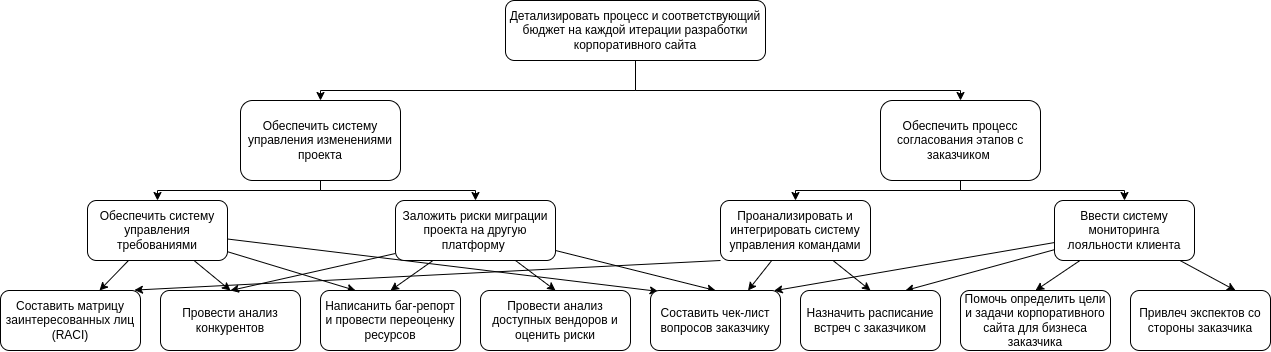 Детализировать процесс и соответствующий
бюджет на каждой итерации разработки
корпоративного сайта
Обеспечить систему
управления изменениями
проекта
Обеспечить процесс
согласования этапов с
заказчиком
Обеспечить систему
управления
требованиями
Заложить риски миграции
проекта на другую
платформу
Проанализировать и
интегрировать систему
управления командами
Ввести систему
мониторинга
лояльности клиента
Составить матрицу
заинтересованных лиц
(RACI)
Провести анализ
конкурентов
Написанить баг-репорт
и провести переоценку
ресурсов
Провести анализ
доступных вендоров и
оценить риски
Составить чек-лист
вопросов заказчику
Назначить расписание
встреч с заказчиком
Помочь определить цели
и задачи корпоративного
сайта для бизнеса
заказчика
Привлеч экспектов со
стороны заказчика